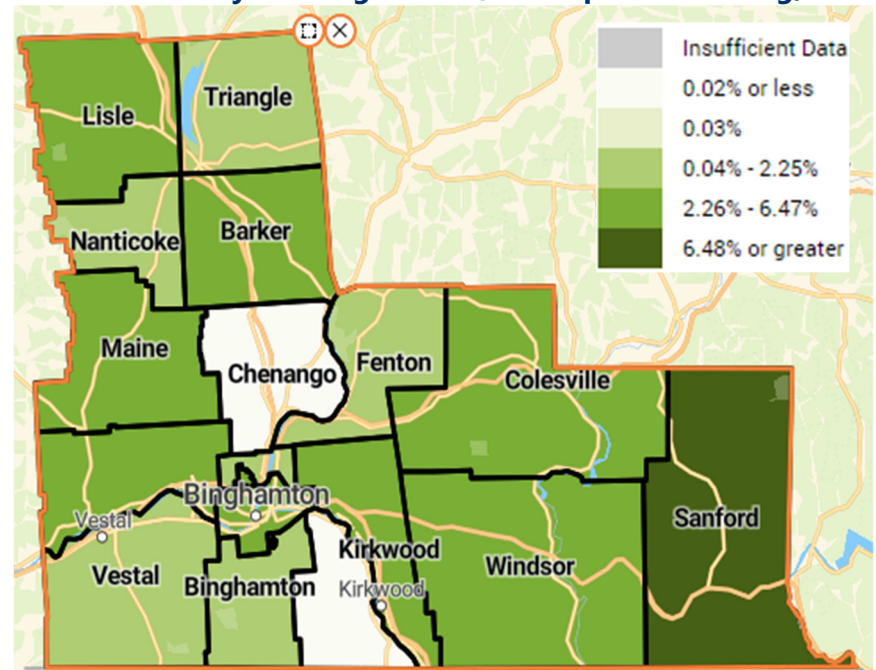 Insufficient Data
0.02% or less
0.03%
0.04% - 2.25%
2.26% - 6.47%
6.48% or greater
Lisle
Triangle
Nanticoke
Barker
Maine
Chenango
Fenton
Colesville
Binghamton
Vestal
Sanford
Kirkwood
Windsor
Vestal
Binghamton
Kirkwood